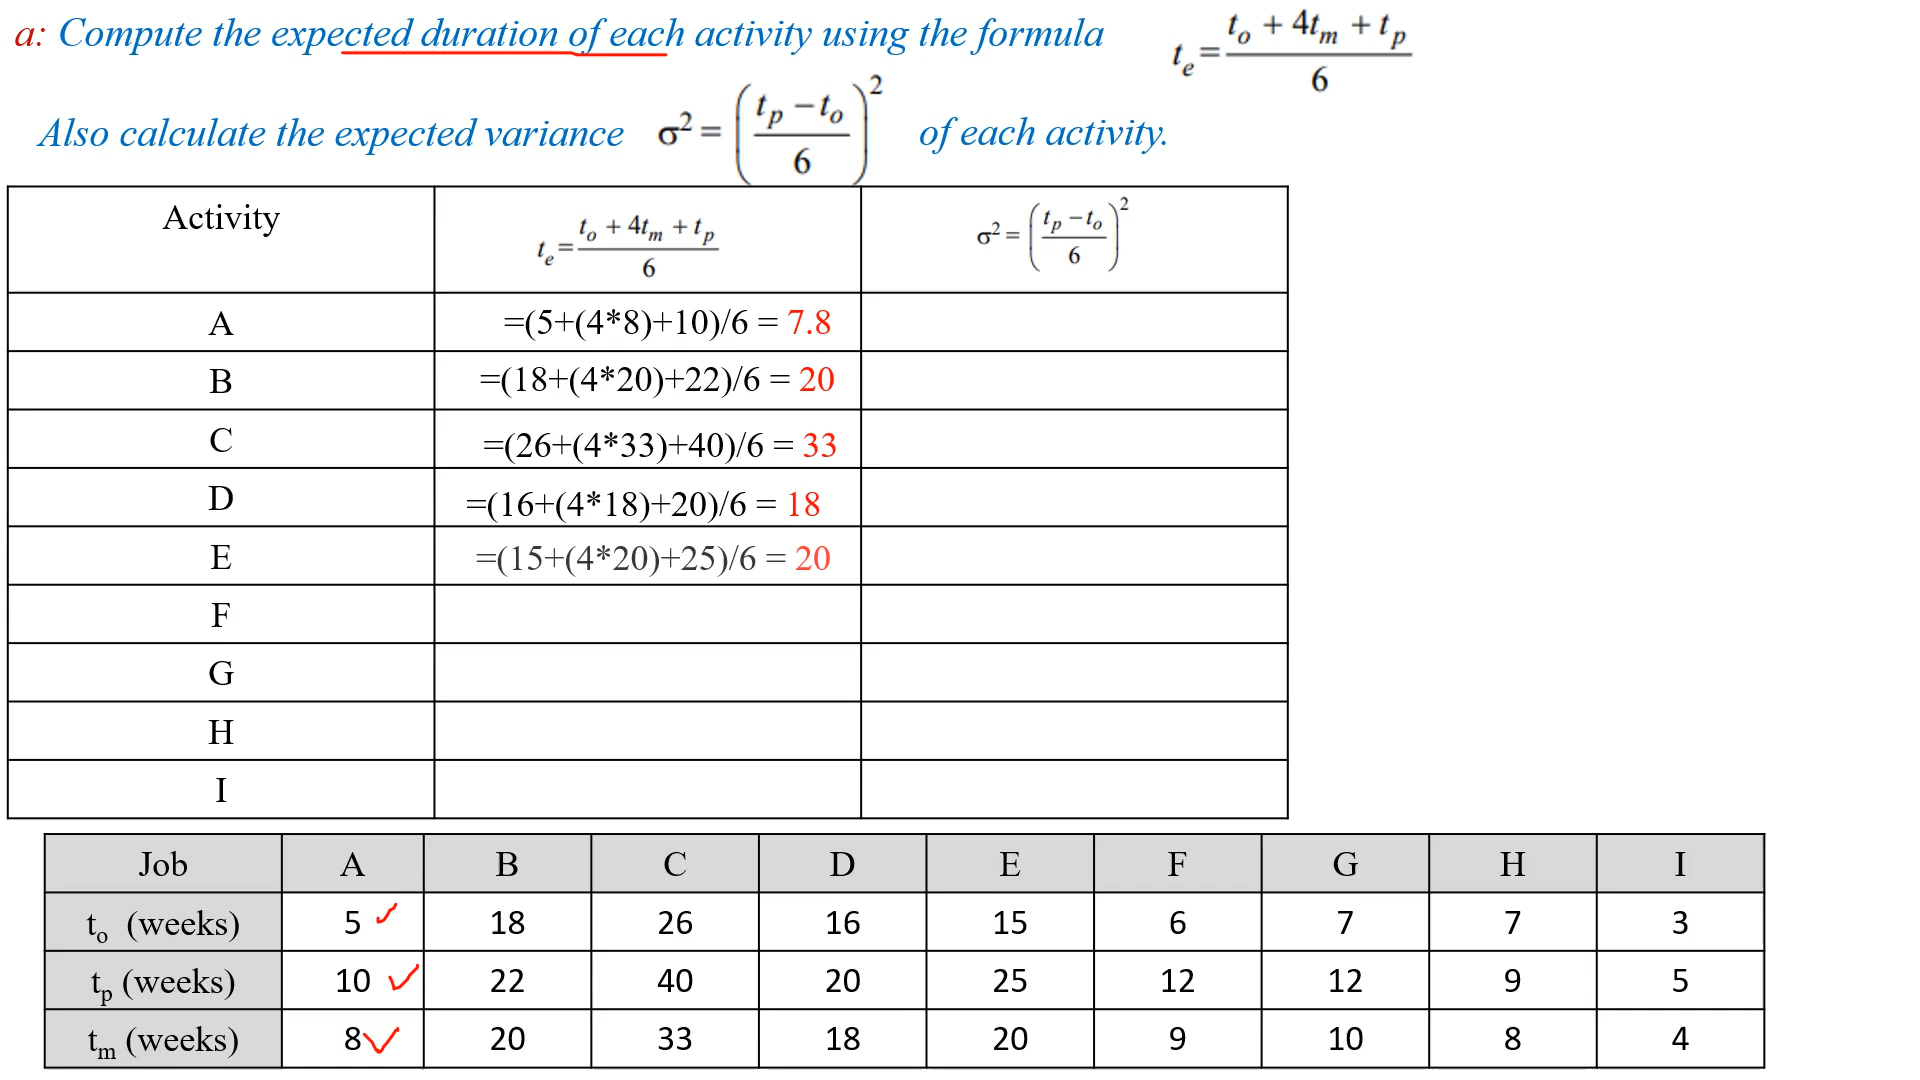 a: Compute the expected duration of each activity using the formula t_e = (t_o + 4t_m + t_p) / 6
Also calculate the expected variance σ² = ((t_p − t_o) / 6)² of each activity.
Activity t_e = (t_o + 4t_m + t_p) / 6 σ² = ((t_p − t_o) / 6)²
A =(5+(4*8)+10)/6 = 7.8
B =(18+(4*20)+22)/6 = 20
C =(26+(4*33)+40)/6 = 33
D =(16+(4*18)+20)/6 = 18
E =(15+(4*20)+25)/6 = 20
F
G
H
I
Job A B C D E F G H I
t_o (weeks) 5 18 26 16 15 6 7 7 3
t_p (weeks) 10 22 40 20 25 12 12 9 5
t_m (weeks) 8 20 33 18 20 9 10 8 4